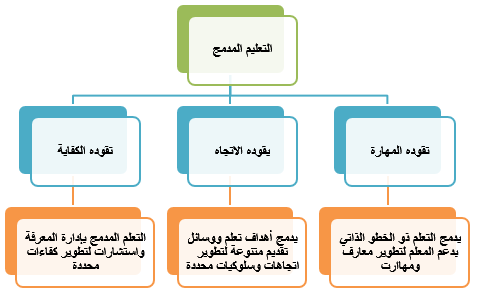 التعليم المدمج
تقوده المهارة
يقوده الاتجاه
تقوده الكفاية
يدمج التعلم ذو الخطو الذاتي
بدعم المعلم لتطوير معارف
ومهاارت
يدمج أهداف تعلم ووسائل
تقديم متنوعة لتطوير
اتجاهات وسلوكيات محددة
التعلم المدمج بإدارة المعرفة
واستشارات لتطوير كفاءات
محددة